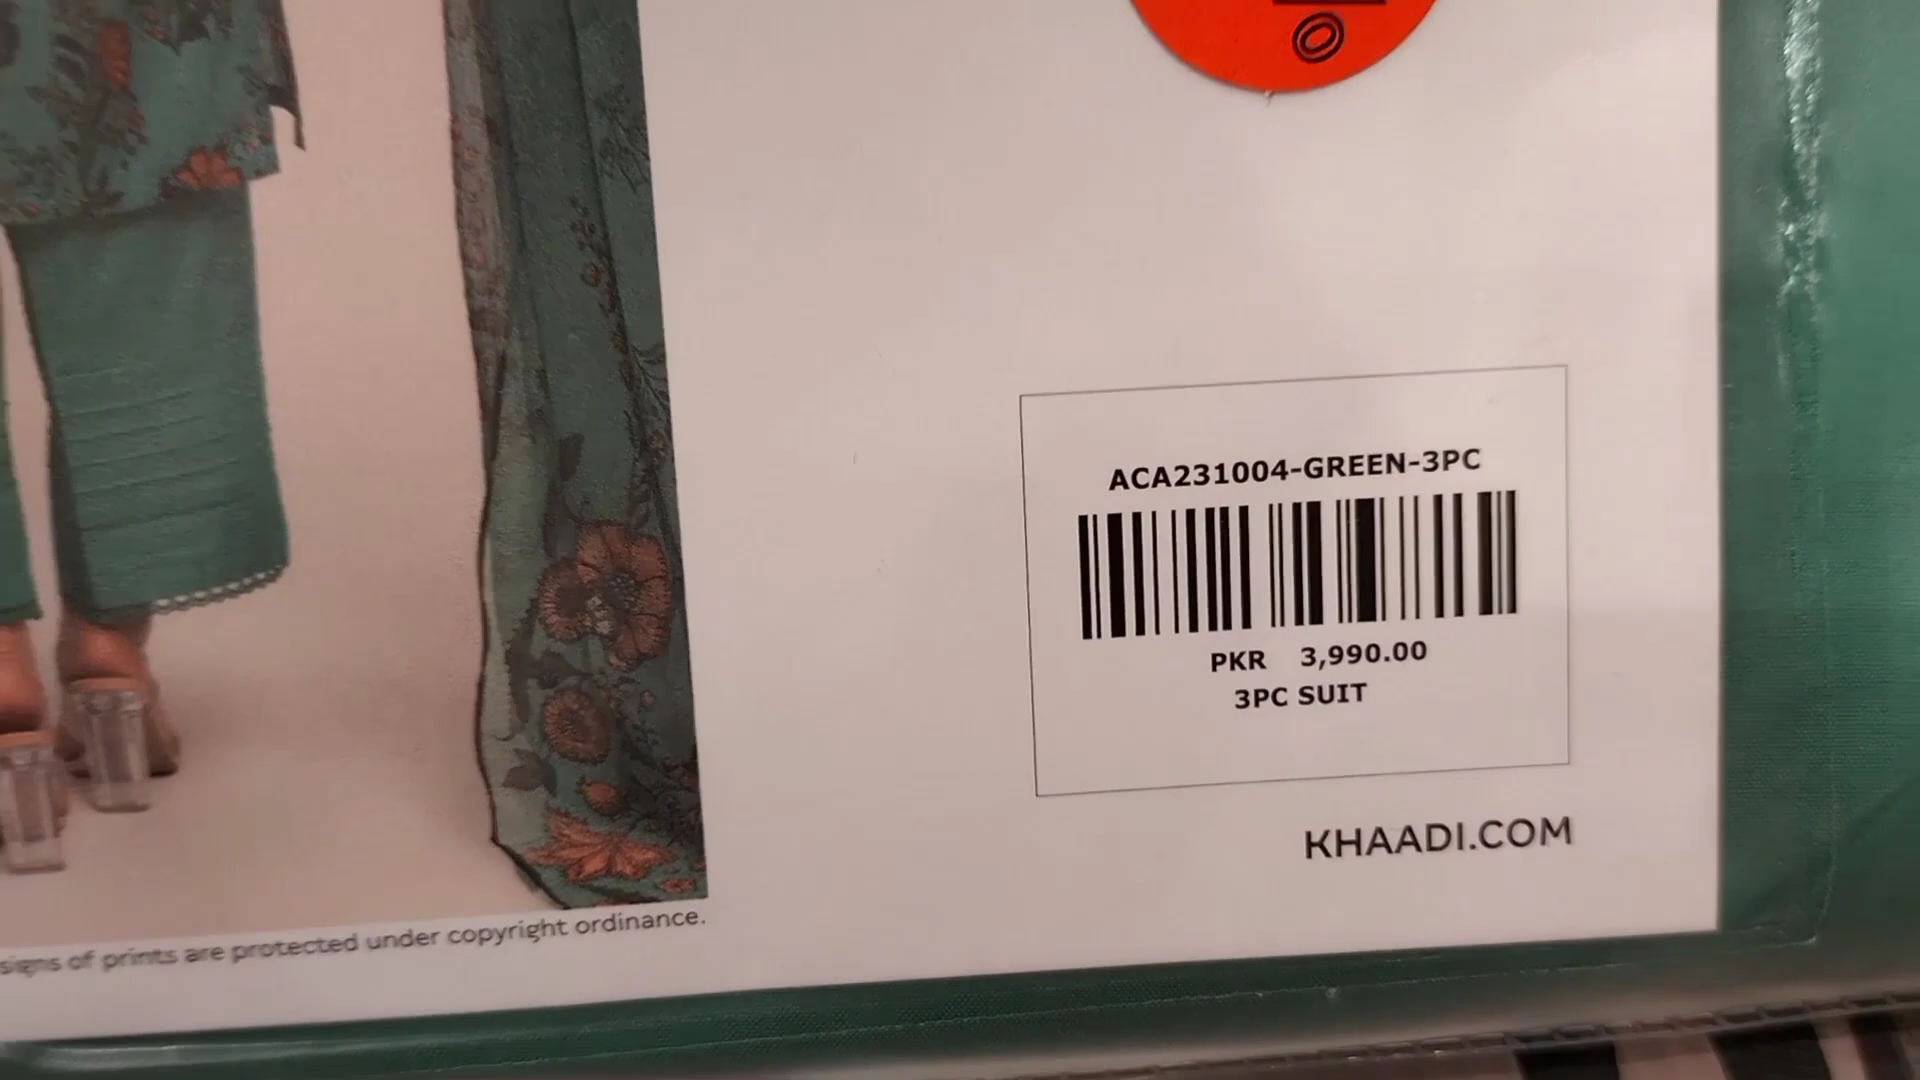 ACA231004-GREEN-3PC
PKR 3,990.00
3PC SUIT
KHAADI.COM
signs of prints are protected under copyright ordinance.